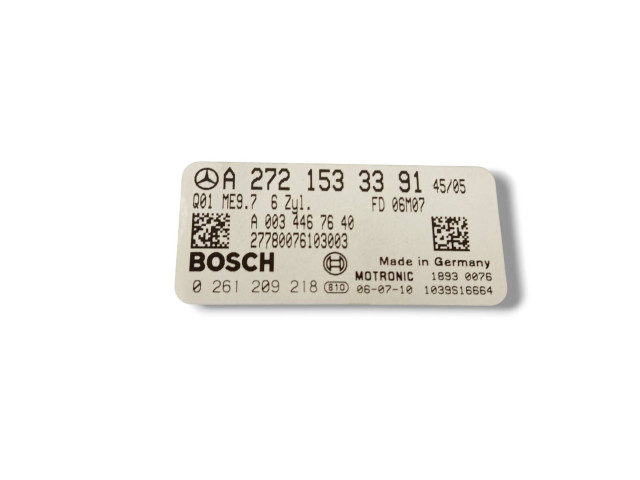 A 272 153 33 91 45/05
Q01 ME9.7 6 Zyl. FD 06M07
A 003 446 76 40
27780076103003
BOSCH Made in Germany
MOTRONIC 1893 0076
0 261 209 218 810 06-07-10 1039S16664